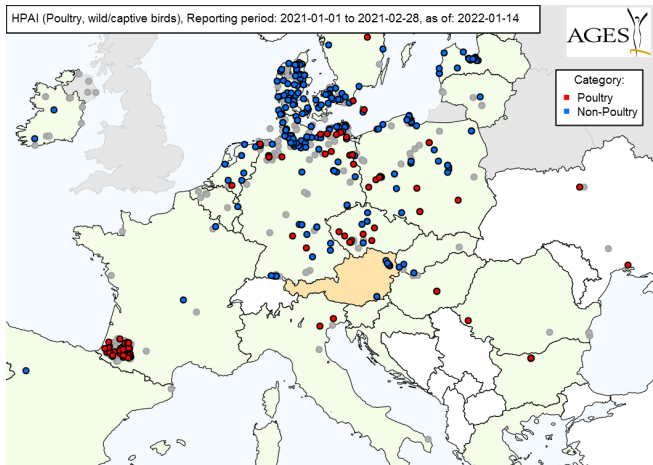 HPAI (Poultry, wild/captive birds), Reporting period: 2021-01-01 to 2021-02-28, as of: 2022-01-14
AGES
Category:
Poultry
Non-Poultry